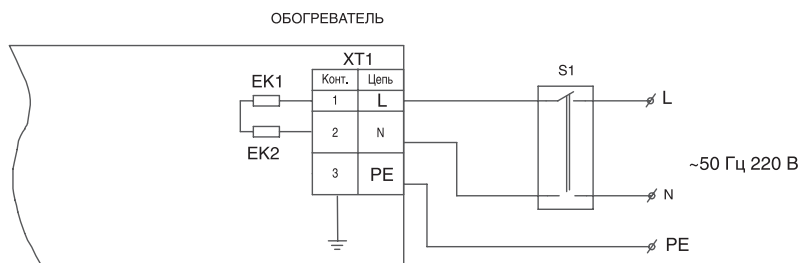 ОБОГРЕВАТЕЛЬ
XT1
Конт. Цепь
1 L
2 N
3 PE
EK1
EK2
S1
L
N
PE
~50 Гц 220 В